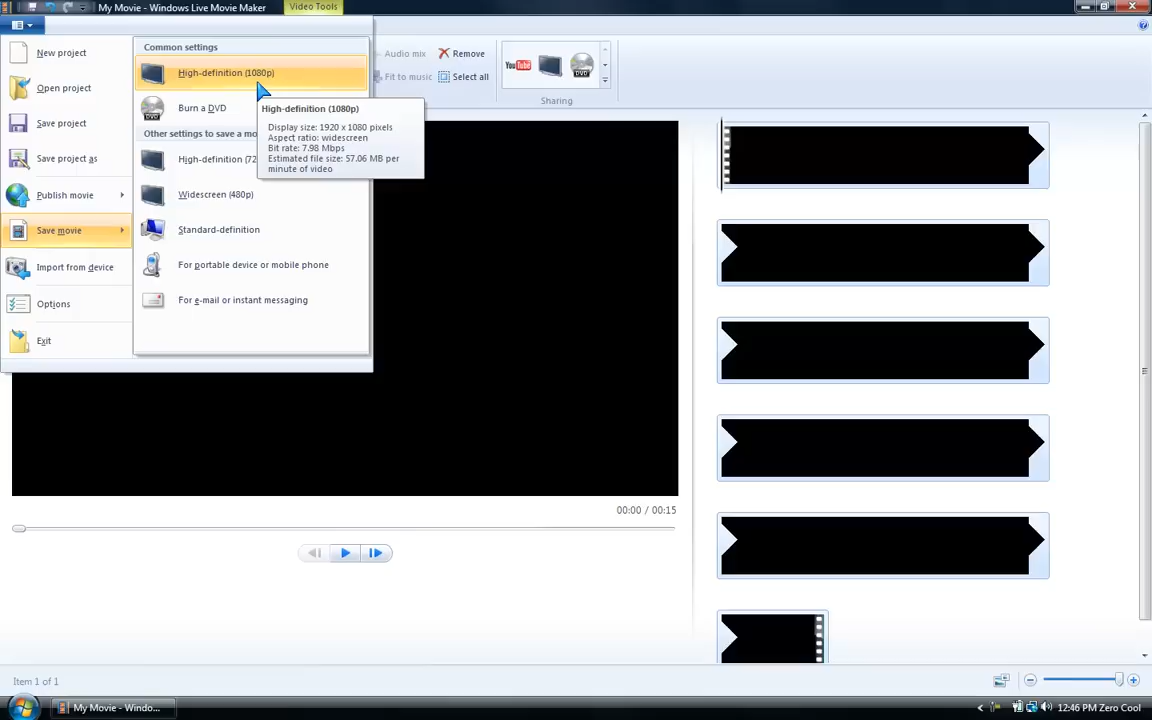 My Movie - Windows Live Movie Maker
Video Tools
New project
Open project
Save project
Save project as
Publish movie
Save movie
Import from device
Options
Exit
Common settings
High-definition (1080p)
Burn a DVD
Other settings to save a mo
High-definition (72
Widescreen (480p)
Standard-definition
For portable device or mobile phone
For e-mail or instant messaging
High-definition (1080p)
Display size: 1920 x 1080 pixels
Aspect ratio: widescreen
Bit rate: 7.98 Mbps
Estimated file size: 57.06 MB per
minute of video
Audio mix
Remove
Fit to music
Select all
YouTube
DVD
Sharing
00:00 / 00:15
Item 1 of 1
My Movie - Windo...
12:46 PM Zero Cool